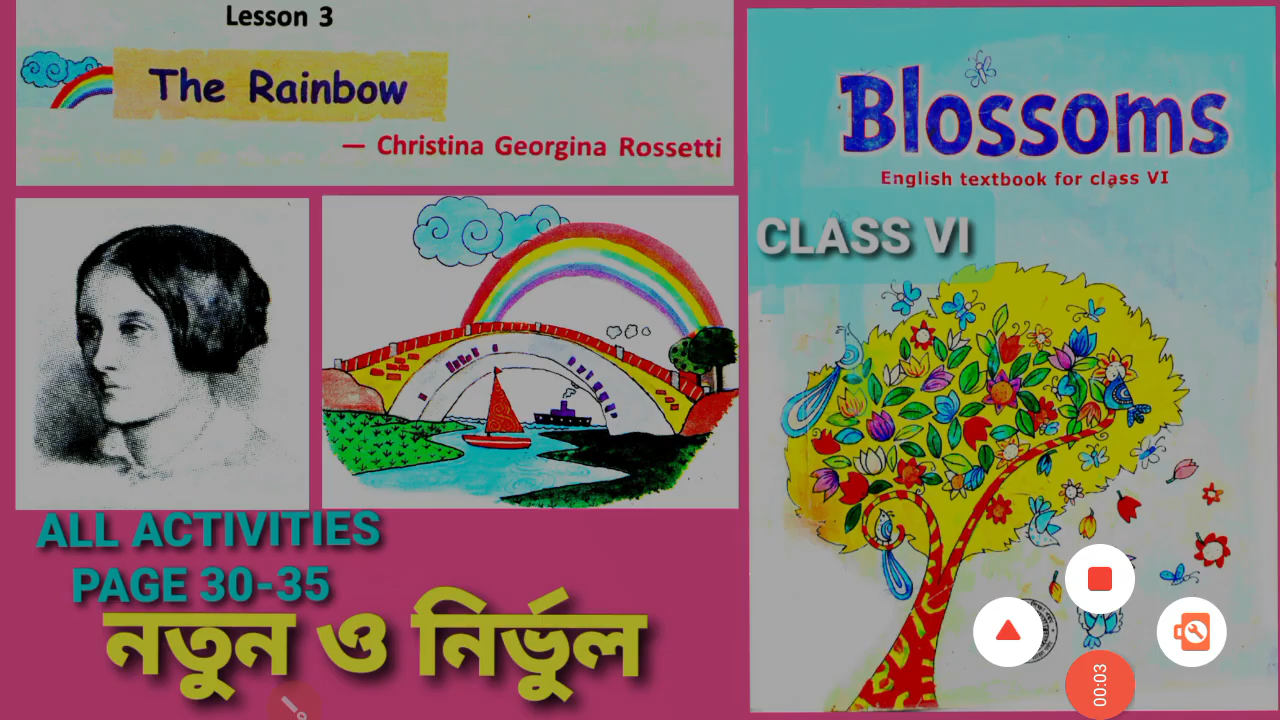 Lesson 3
The Rainbow
— Christina Georgina Rossetti
Blossoms
English textbook for class VI
CLASS VI
ALL ACTIVITIES
PAGE 30-35
নতুন ও নির্ভুল
00:03